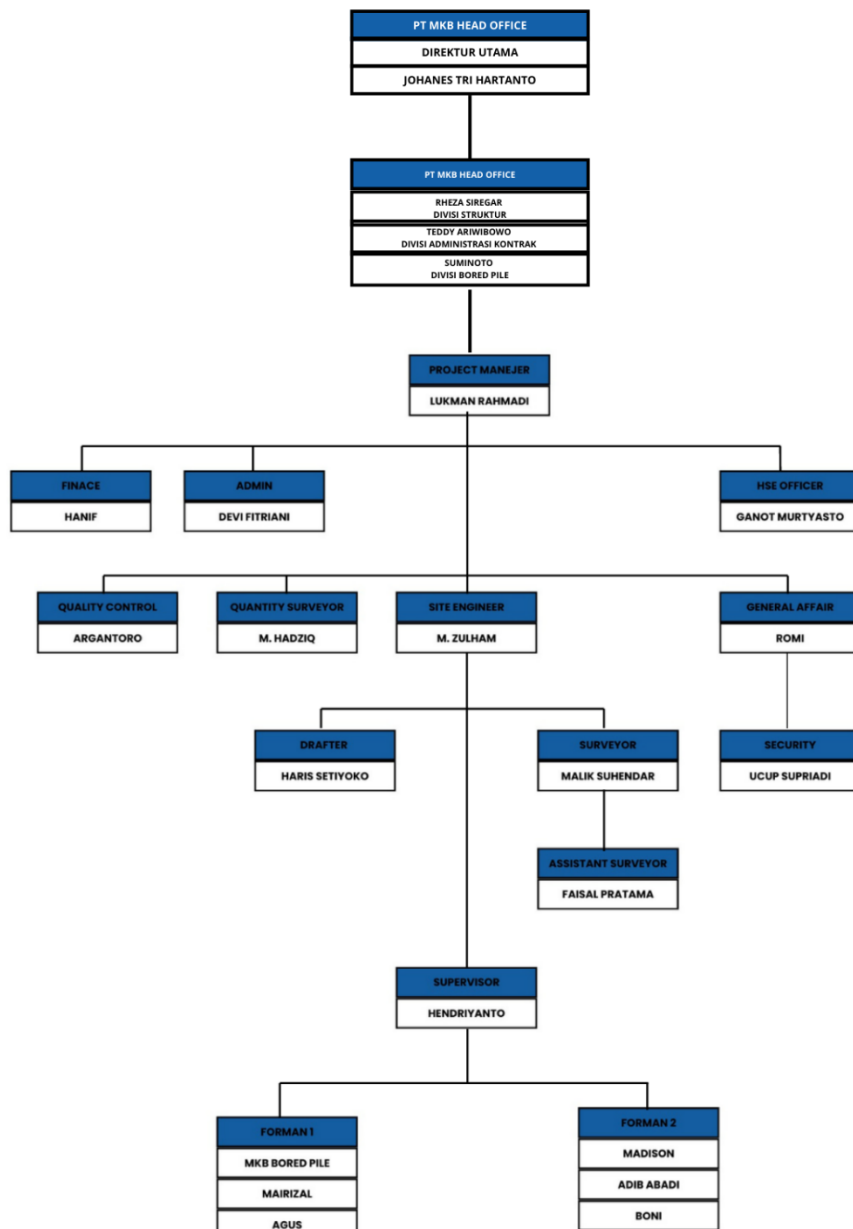 PT MKB HEAD OFFICE
DIREKTUR UTAMA
JOHANES TRI HARTANTO
PT MKB HEAD OFFICE
RHEZA SIREGAR
DIVISI STRUKTUR
TEDDY ARIWIBOWO
DIVISI ADMINISTRASI KONTRAK
SUMINOTO
DIVISI BORED PILE
PROJECT MANEJER
LUKMAN RAHMADI
FINACE
HANIF
ADMIN
DEVI FITRIANI
HSE OFFICER
GANOT MURTYASTO
QUALITY CONTROL
ARGANTORO
QUANTITY SURVEYOR
M. HADZIQ
SITE ENGINEER
M. ZULHAM
GENERAL AFFAIR
ROMI
DRAFTER
HARIS SETIYOKO
SURVEYOR
MALIK SUHENDAR
SECURITY
UCUP SUPRIADI
ASSISTANT SURVEYOR
FAISAL PRATAMA
SUPERVISOR
HENDRIYANTO
FORMAN 1
MKB BORED PILE
MAIRIZAL
AGUS
FORMAN 2
MADISON
ADIB ABADI
BONI